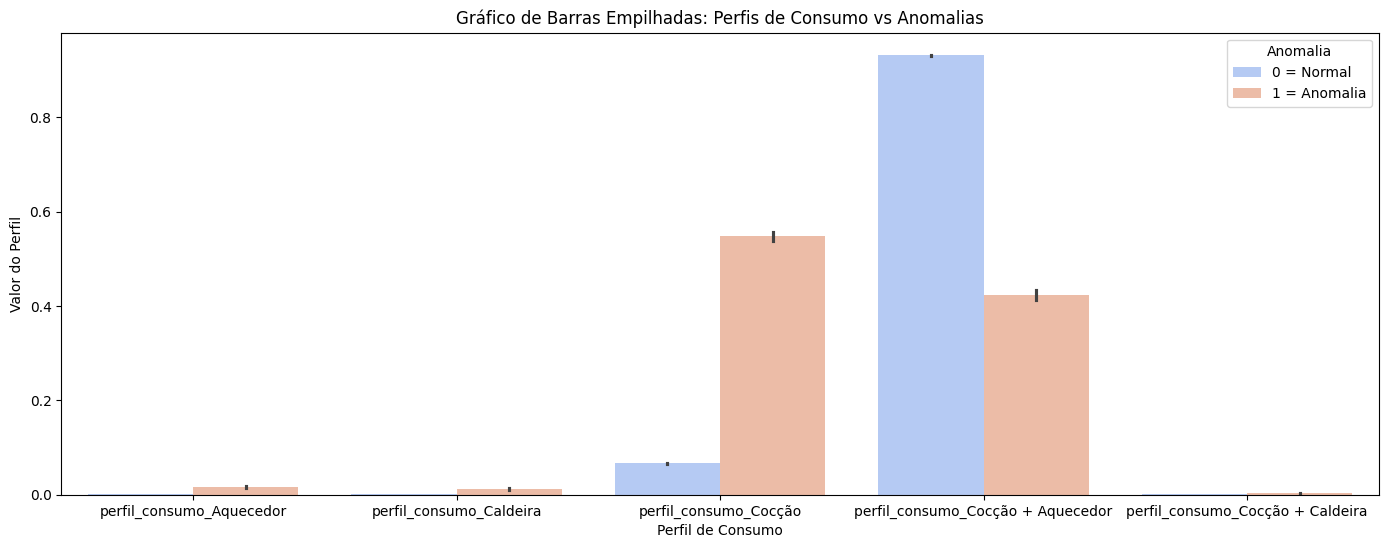 Gráfico de Barras Empilhadas: Perfis de Consumo vs Anomalias
Anomalia
0 = Normal
1 = Anomalia
Valor do Perfil
0.8
0.6
0.4
0.2
0.0
perfil_consumo_Aquecedor
perfil_consumo_Caldeira
perfil_consumo_Cocção
perfil_consumo_Cocção + Aquecedor
perfil_consumo_Cocção + Caldeira
Perfil de Consumo